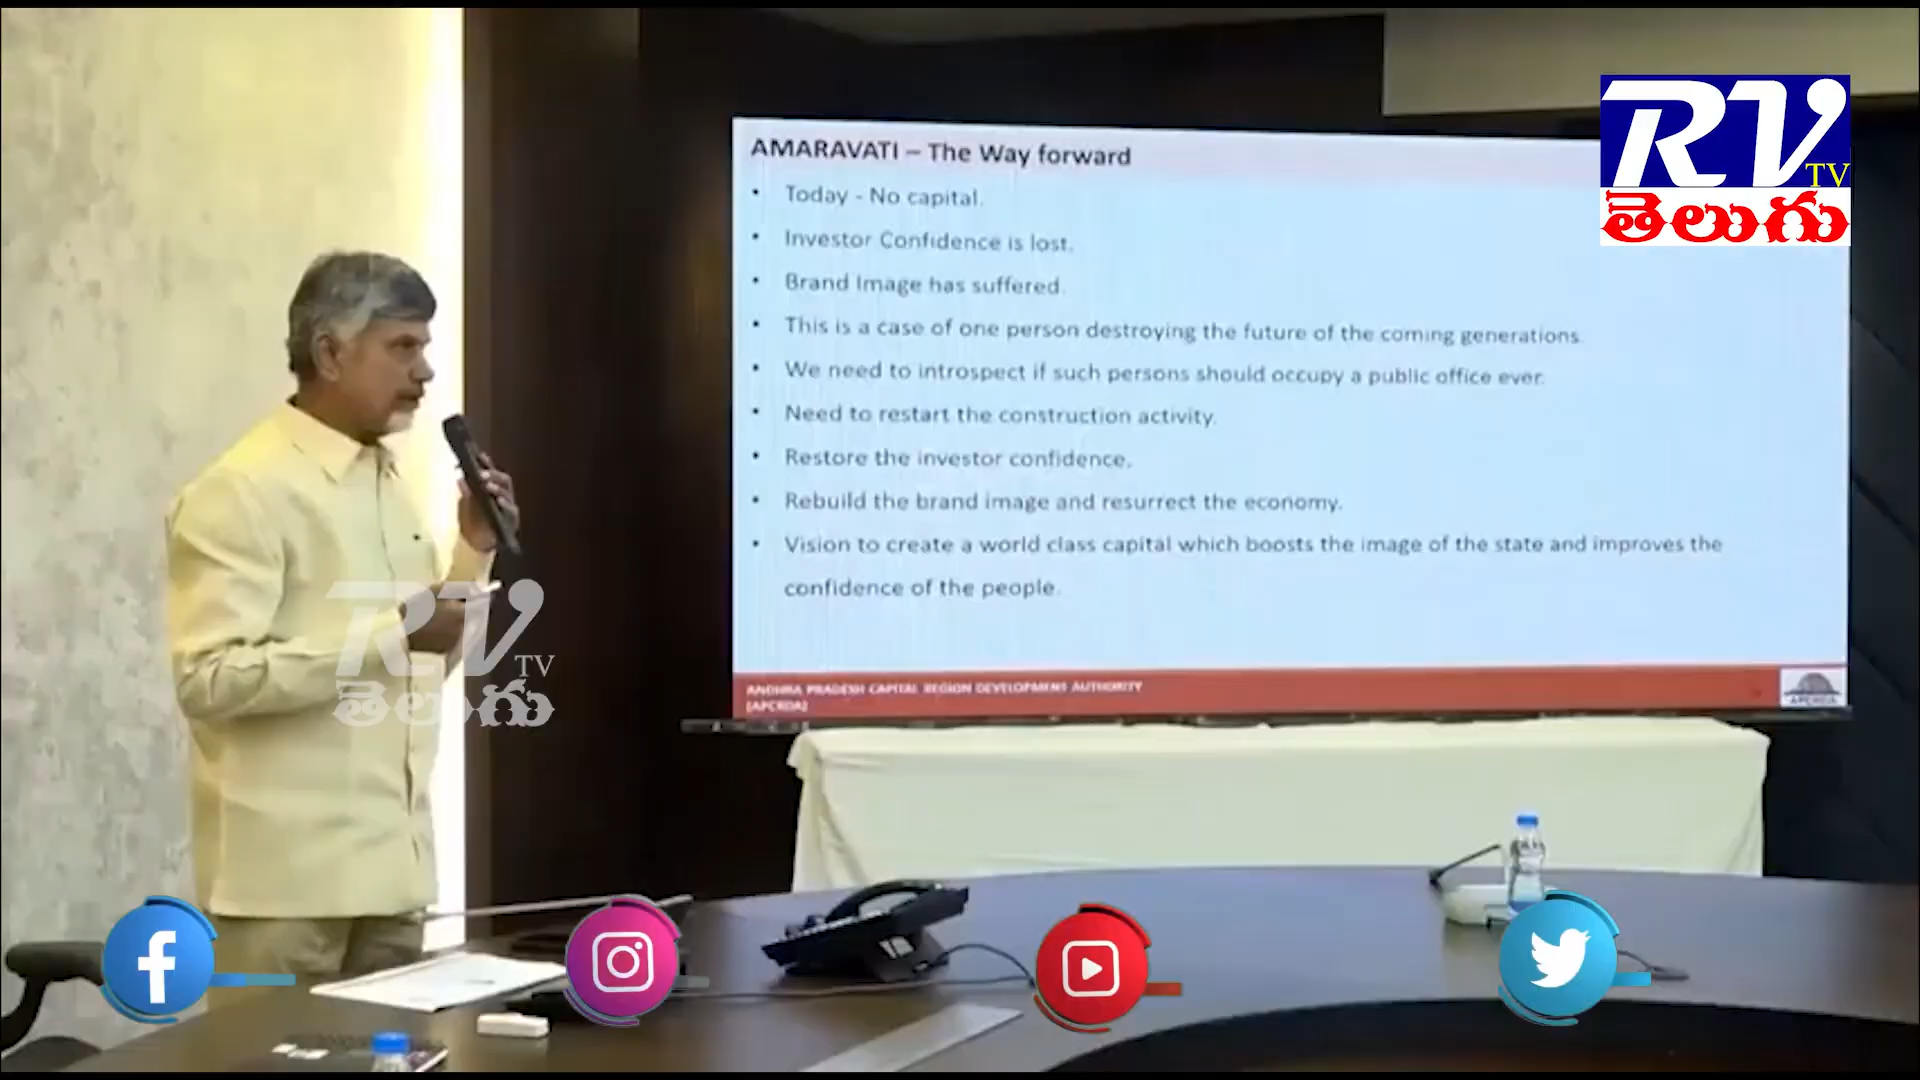 RV
TV
తెలుగు
AMARAVATI – The Way forward
• Today - No capital.
• Investor Confidence is lost.
• Brand Image has suffered.
• This is a case of one person destroying the future of the coming generations.
• We need to introspect if such persons should occupy a public office ever.
• Need to restart the construction activity.
• Restore the investor confidence.
• Rebuild the brand image and resurrect the economy.
• Vision to create a world class capital which boosts the image of the state and improves the
confidence of the people.
RV
TV
తెలుగు
ANDHRA PRADESH CAPITAL REGION DEVELOPMENT AUTHORITY
[APCRDA]
APCRDA